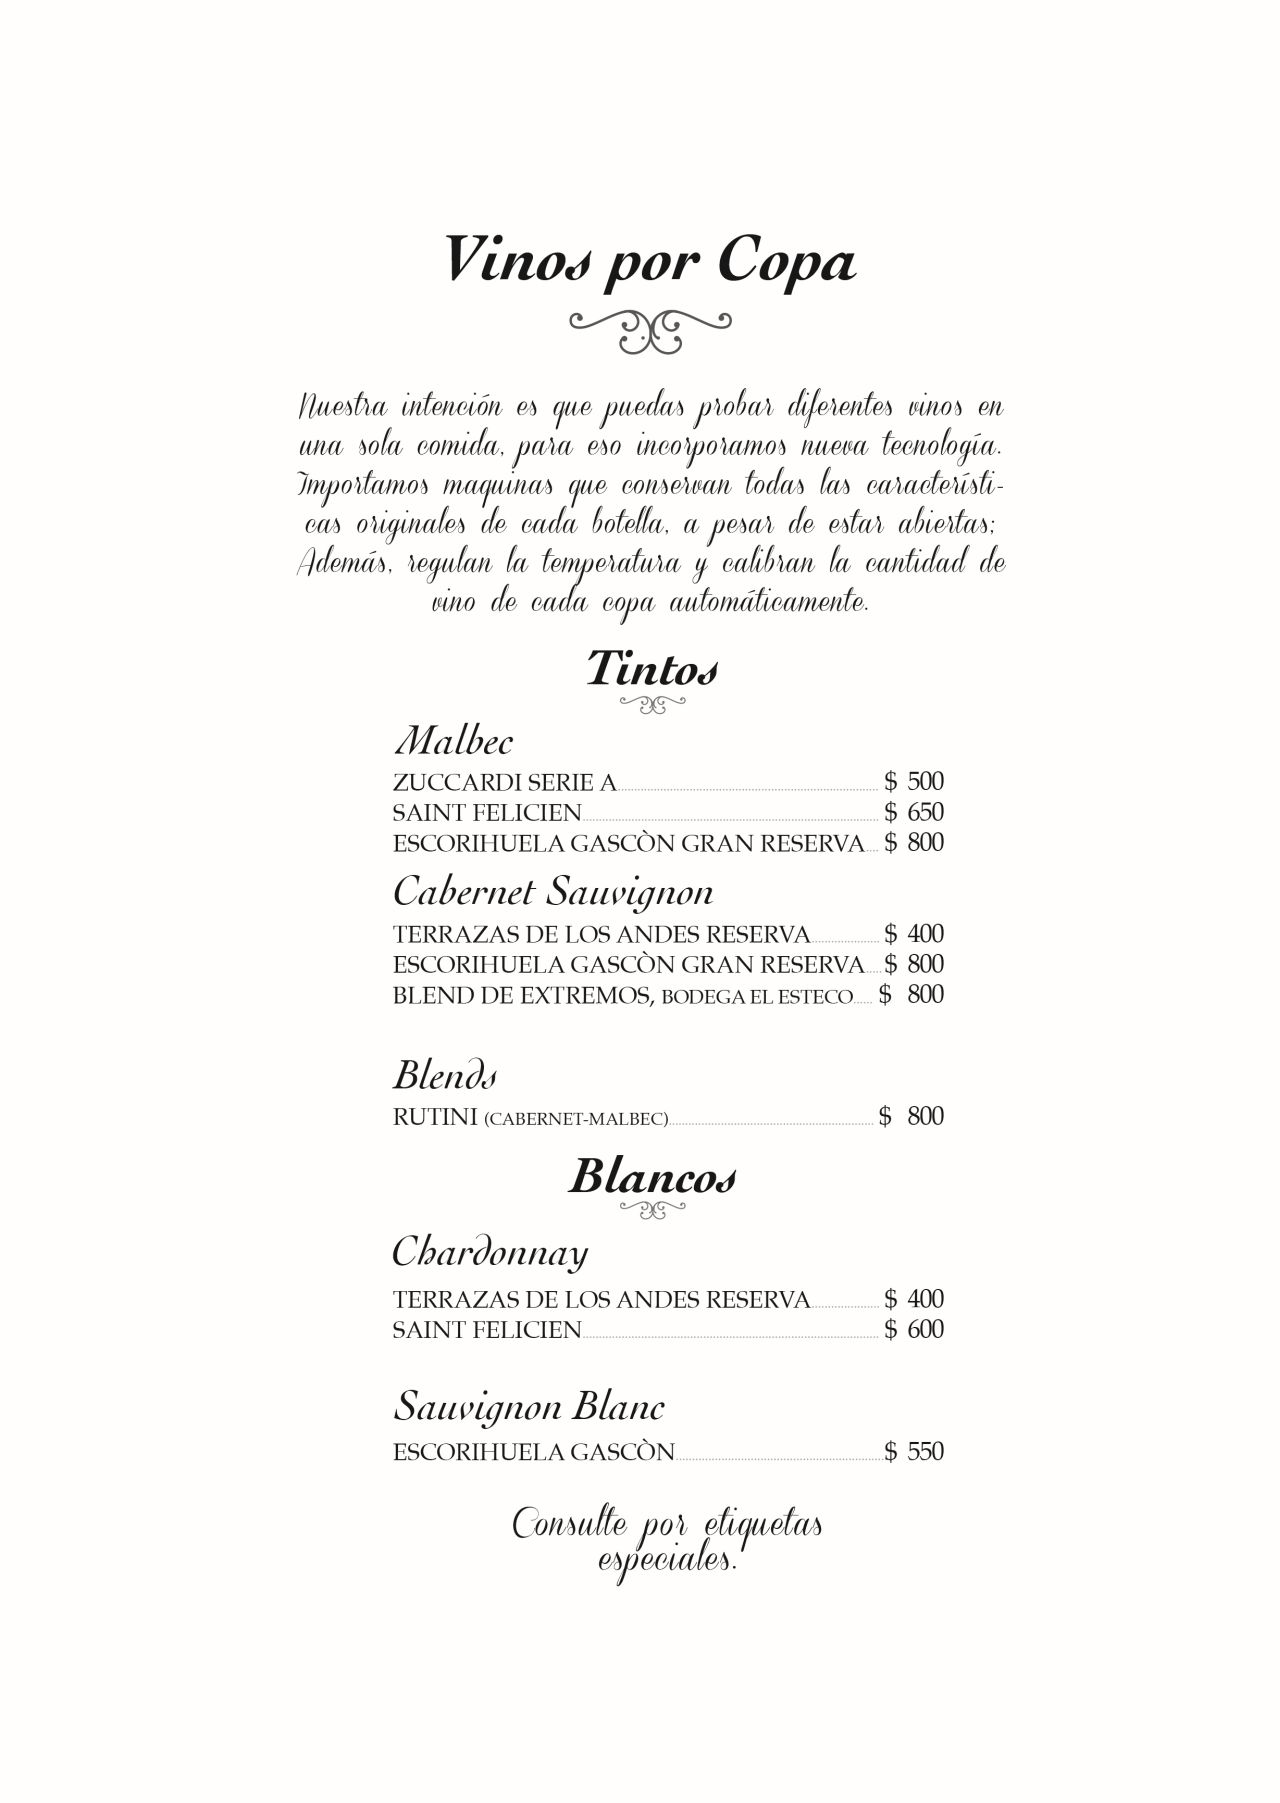 Vinos por Copa
Nuestra intención es que puedas probar diferentes vinos en
una sola comida, para eso incorporamos nueva tecnología.
Importamos maquinas que conservan todas las característi-
cas originales de cada botella, a pesar de estar abiertas;
Además, regulan la temperatura y calibran la cantidad de
vino de cada copa automáticamente.
Tintos
Malbec
ZUCCARDI SERIE A $ 500
SAINT FELICIEN $ 650
ESCORIHUELA GASCÒN GRAN RESERVA $ 800
Cabernet Sauvignon
TERRAZAS DE LOS ANDES RESERVA $ 400
ESCORIHUELA GASCÒN GRAN RESERVA $ 800
BLEND DE EXTREMOS, BODEGA EL ESTECO $ 800
Blends
RUTINI (CABERNET-MALBEC) $ 800
Blancos
Chardonnay
TERRAZAS DE LOS ANDES RESERVA $ 400
SAINT FELICIEN $ 600
Sauvignon Blanc
ESCORIHUELA GASCÒN $ 550
Consulte por etiquetas
especiales.